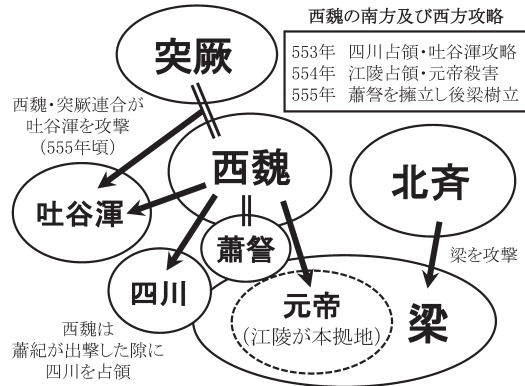 西魏の南方及び西方攻略
553年 四川占領・吐谷渾攻略
554年 江陵占領・元帝殺害
555年 蕭詧を擁立し後梁樹立
突厥
西魏・突厥連合が
吐谷渾を攻撃
(555年頃)
西魏
北斉
吐谷渾
蕭詧
梁を攻撃
四川
元帝
(江陵が本拠地)
梁
西魏は
蕭紀が出撃した隙に
四川を占領